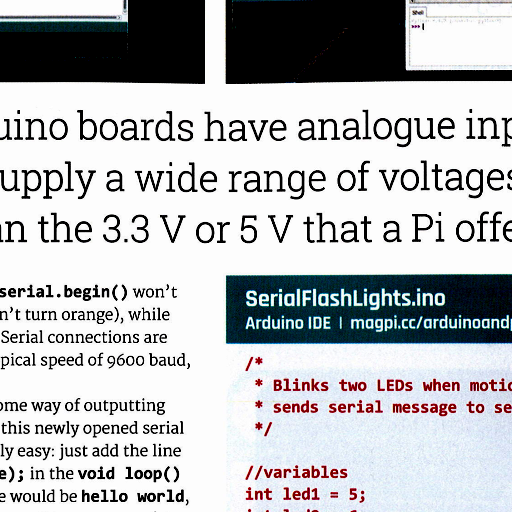 Shell
>>>
uino boards have analogue inp
upply a wide range of voltages
an the 3.3 V or 5 V that a Pi offe
serial.begin() won't
n't turn orange), while
Serial connections are
pical speed of 9600 baud,
ome way of outputting
this newly opened serial
ly easy: just add the line
e); in the void loop()
e would be hello world,
SerialFlashLights.ino
Arduino IDE | magpi.cc/arduinoandp
/*
* Blinks two LEDs when motio
* sends serial message to se
*/
//variables
int led1 = 5;